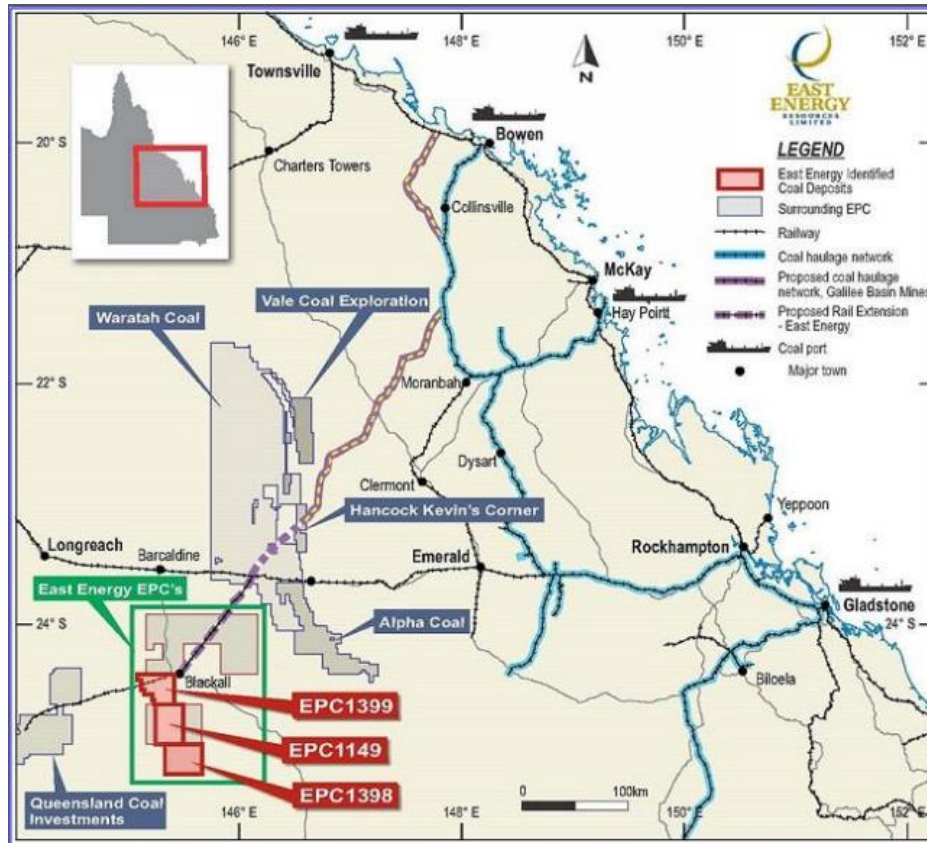 146° E
148° E
150° E
152° E
Townsville
N
EAST
ENERGY
RESOURCES
LIMITED
20° S
Charters Towers
Bowen
LEGEND
East Energy Identified
Coal Deposits
Surrounding EPC
Railway
Coal haulage network
Proposed coal haulage
network, Galilee Basin Mines
Proposed Rail Extension
- East Energy
Coal port
Major town
Collinsville
McKay
Hay Poirtt
Vale Coal Exploration
Waratah Coal
22° S
Moranbah
Dysart
Clermont
Hancock Kevin's Corner
Yeppoon
Longreach
Barcaldine
Emerald
Rockhampton
East Energy EPC's
Gladstone
24° S
Alpha Coal
24° S
Blackall
Biloela
EPC1399
EPC1149
EPC1398
Queensland Coal
Investments
0
100km
146° E
148° E
150° E
152° E